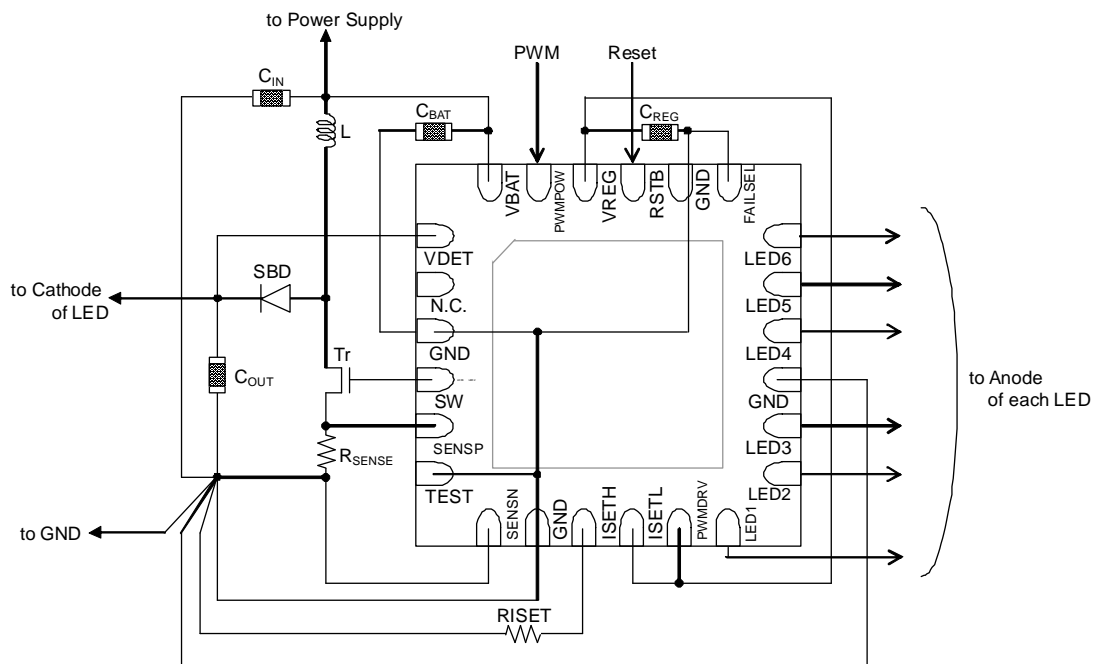 to Power Supply
PWM
Reset
CIN
CBAT
CREG
L
VBAT
PWMPOW
VREG
RSTB
GND
FAILSEL
VDET
LED6
SBD
to Cathode
of LED
N.C.
LED5
GND
LED4
Tr
COUT
SW
GND
to Anode
of each LED
SENSP
LED3
RSENSE
TEST
LED2
SENSN
GND
ISETH
ISETL
PWMDRV
LED1
to GND
RISET